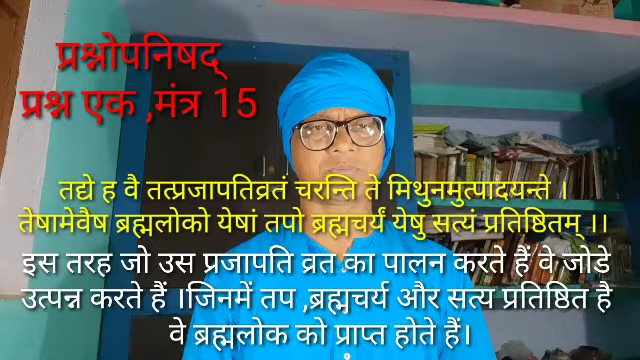 प्रश्नोपनिषद्
प्रश्न एक ,मंत्र 15
तद्ये ह वै तत्प्रजापतिव्रतं चरन्ति ते मिथुनमुत्पादयन्ते ।
तेषामेवैष ब्रह्मलोको येषां तपो ब्रह्मचर्यं येषु सत्यं प्रतिष्ठितम् ।।
इस तरह जो उस प्रजापति व्रत का पालन करते हैं वे जोडे
उत्पन्न करते हैं ।जिनमें तप ,ब्रह्मचर्य और सत्य प्रतिष्ठित है
वे ब्रह्मलोक को प्राप्त होते हैं।